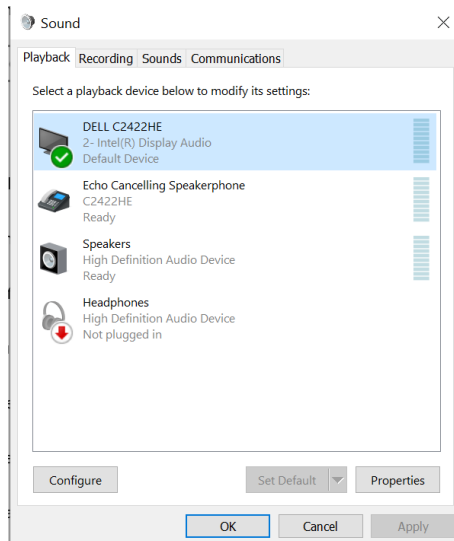 Sound
Playback Recording Sounds Communications
Select a playback device below to modify its settings:
DELL C2422HE
2- Intel(R) Display Audio
Default Device
Echo Cancelling Speakerphone
C2422HE
Ready
Speakers
High Definition Audio Device
Ready
Headphones
High Definition Audio Device
Not plugged in
Configure Set Default Properties
OK Cancel Apply